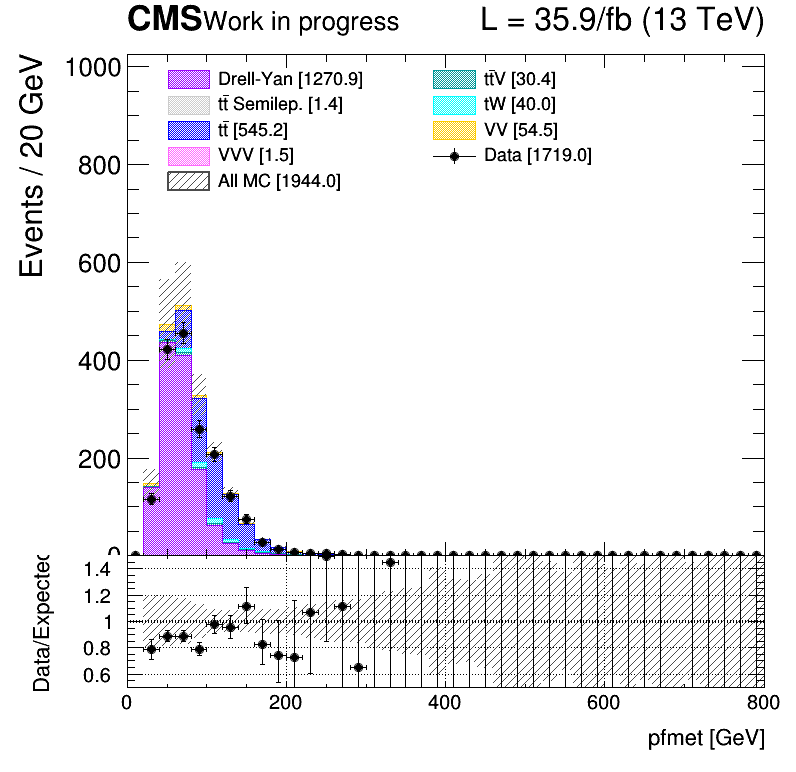 CMS Work in progress L = 35.9/fb (13 TeV)
Events / 20 GeV
1000
800
600
400
200
0
Drell-Yan [1270.9]
tt̄ Semilep. [1.4]
tt̄ [545.2]
VVV [1.5]
All MC [1944.0]
tt̄V [30.4]
tW [40.0]
VV [54.5]
Data [1719.0]
Data/Expected
1.4
1.2
1
0.8
0.6
0 200 400 600 800
pfmet [GeV]